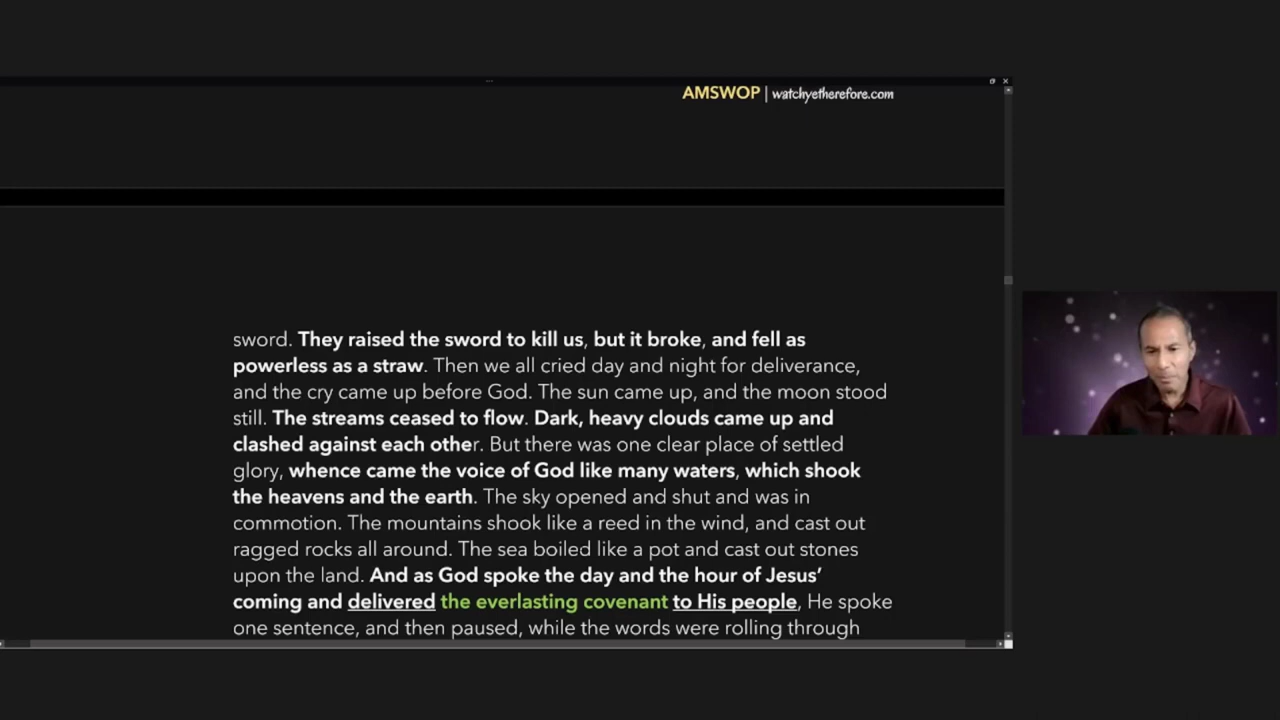 AMSWOP | watchyetherefore.com
sword. They raised the sword to kill us, but it broke, and fell as
powerless as a straw. Then we all cried day and night for deliverance,
and the cry came up before God. The sun came up, and the moon stood
still. The streams ceased to flow. Dark, heavy clouds came up and
clashed against each other. But there was one clear place of settled
glory, whence came the voice of God like many waters, which shook
the heavens and the earth. The sky opened and shut and was in
commotion. The mountains shook like a reed in the wind, and cast out
ragged rocks all around. The sea boiled like a pot and cast out stones
upon the land. And as God spoke the day and the hour of Jesus’
coming and delivered the everlasting covenant to His people, He spoke
one sentence, and then paused, while the words were rolling through